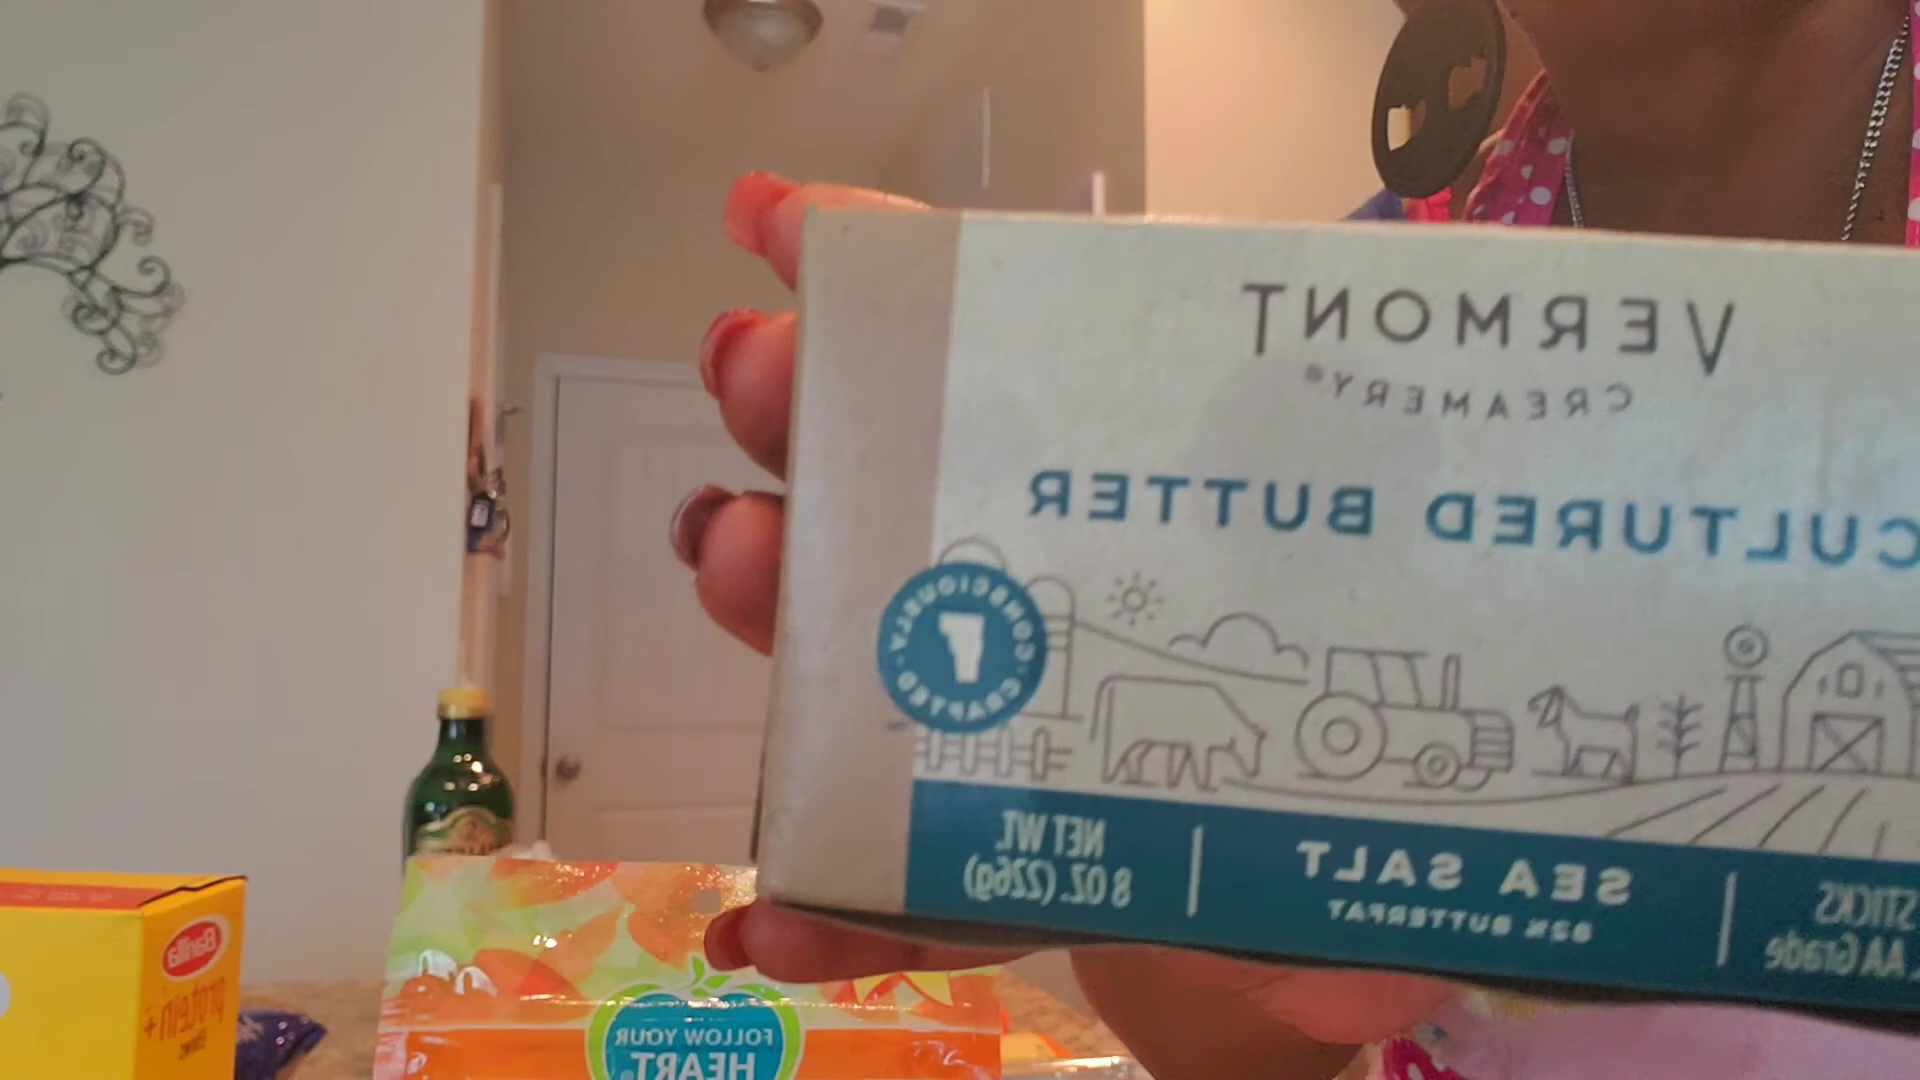 VERMONT
CREAMERY®
CULTURED BUTTER
CONSCIOUSLY • CRAFTED •
STICKS
AA Grade
SEA SALT
82% BUTTERFAT
NET WT.
8 OZ. (226g)
Barilla
protein+
FOLLOW YOUR
HEART®